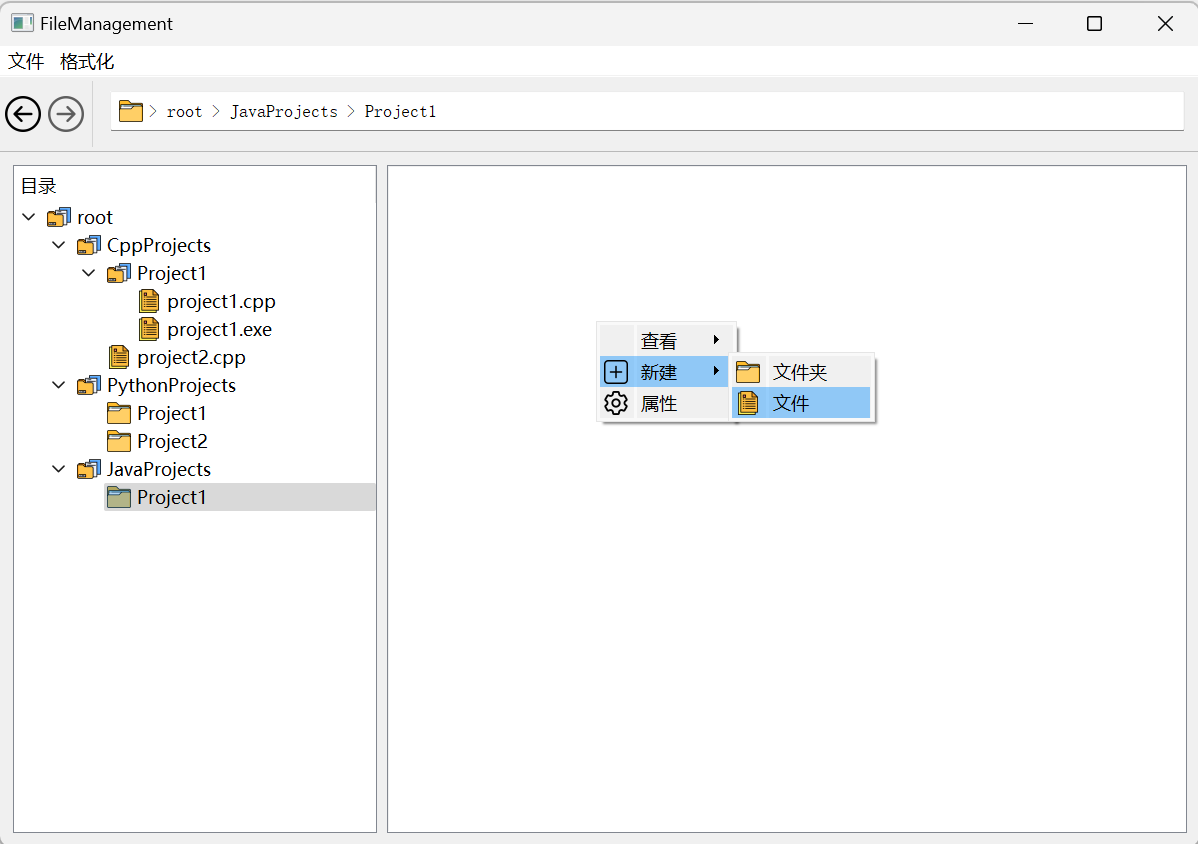 FileManagement
文件 格式化
root JavaProjects Project1
目录
root
CppProjects
Project1
project1.cpp
project1.exe
project2.cpp
PythonProjects
Project1
Project2
JavaProjects
Project1
查看
新建
属性
文件夹
文件